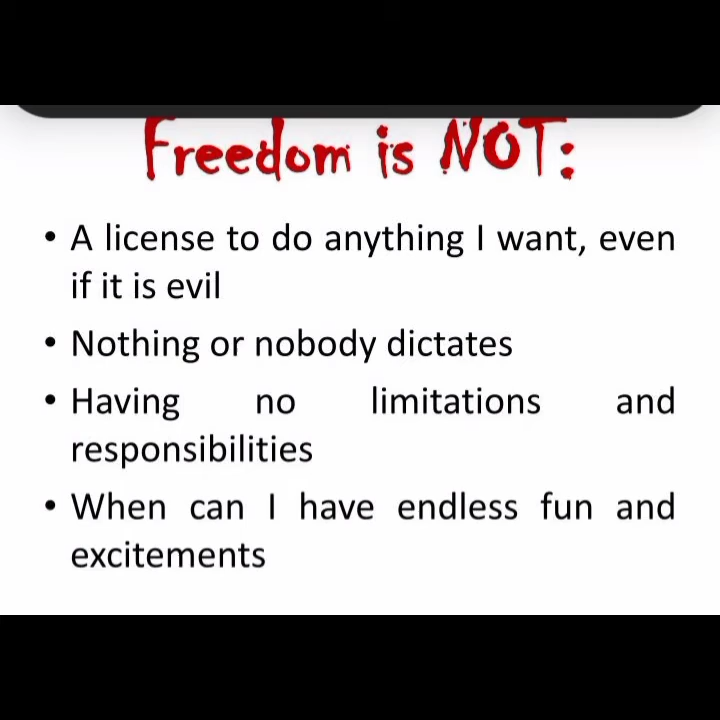 Freedom is NOT:
• A license to do anything I want, even
if it is evil
• Nothing or nobody dictates
• Having no limitations and
responsibilities
• When can I have endless fun and
excitements